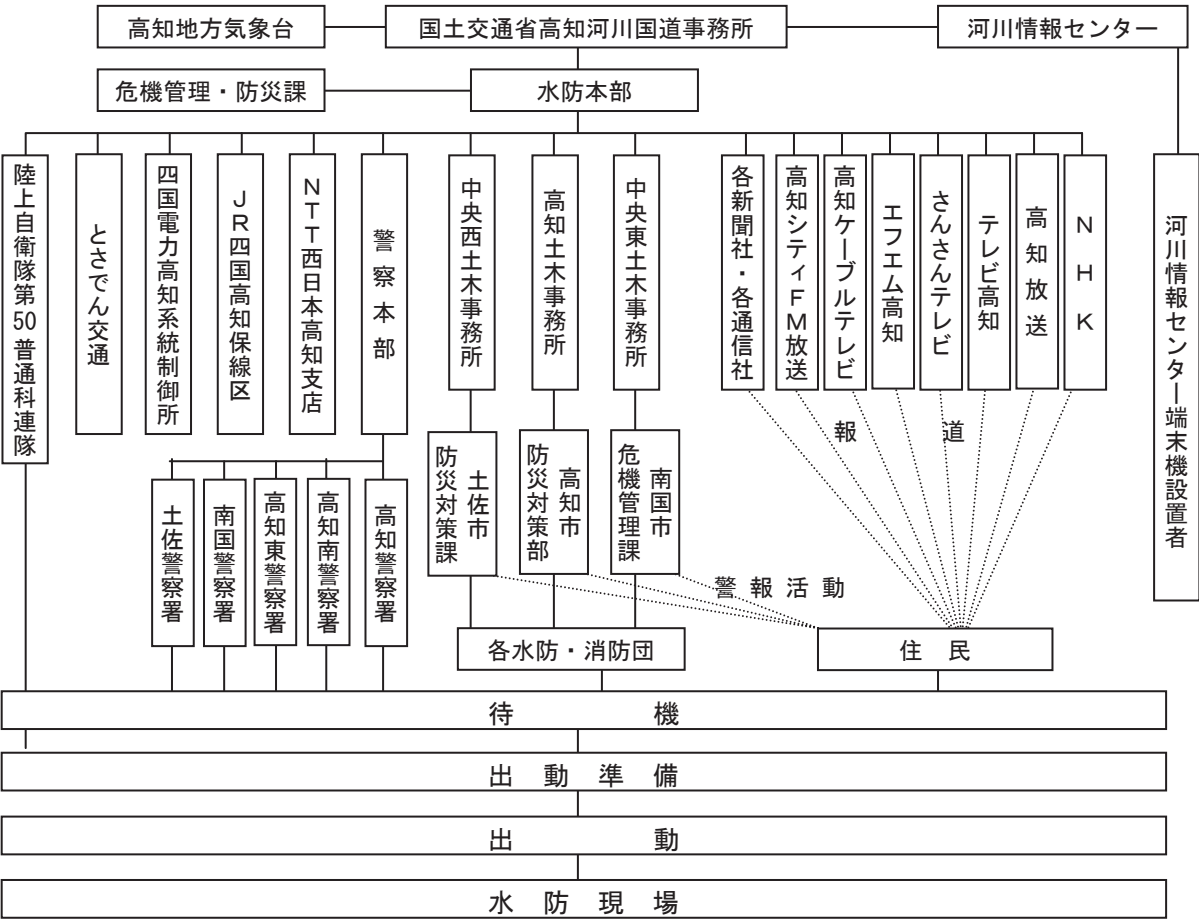 高知地方気象台
国土交通省高知河川国道事務所
河川情報センター
危機管理・防災課
水防本部
陸上自衛隊第50普通科連隊
とさでん交通
四国電力高知系統制御所
ＪＲ四国高知保線区
ＮＴＴ西日本高知支店
警察本部
中央西土木事務所
高知土木事務所
中央東土木事務所
各新聞社・各通信社
高知シティＦＭ放送
高知ケーブルテレビ
エフエム高知
さんさんテレビ
テレビ高知
高知放送
ＮＨＫ
河川情報センター端末機設置者
報道
土佐警察署
南国警察署
高知東警察署
高知南警察署
高知警察署
土佐市
防災対策課
高知市
防災対策部
南国市
危機管理課
警報活動
各水防・消防団
住民
待機
出動準備
出動
水防現場